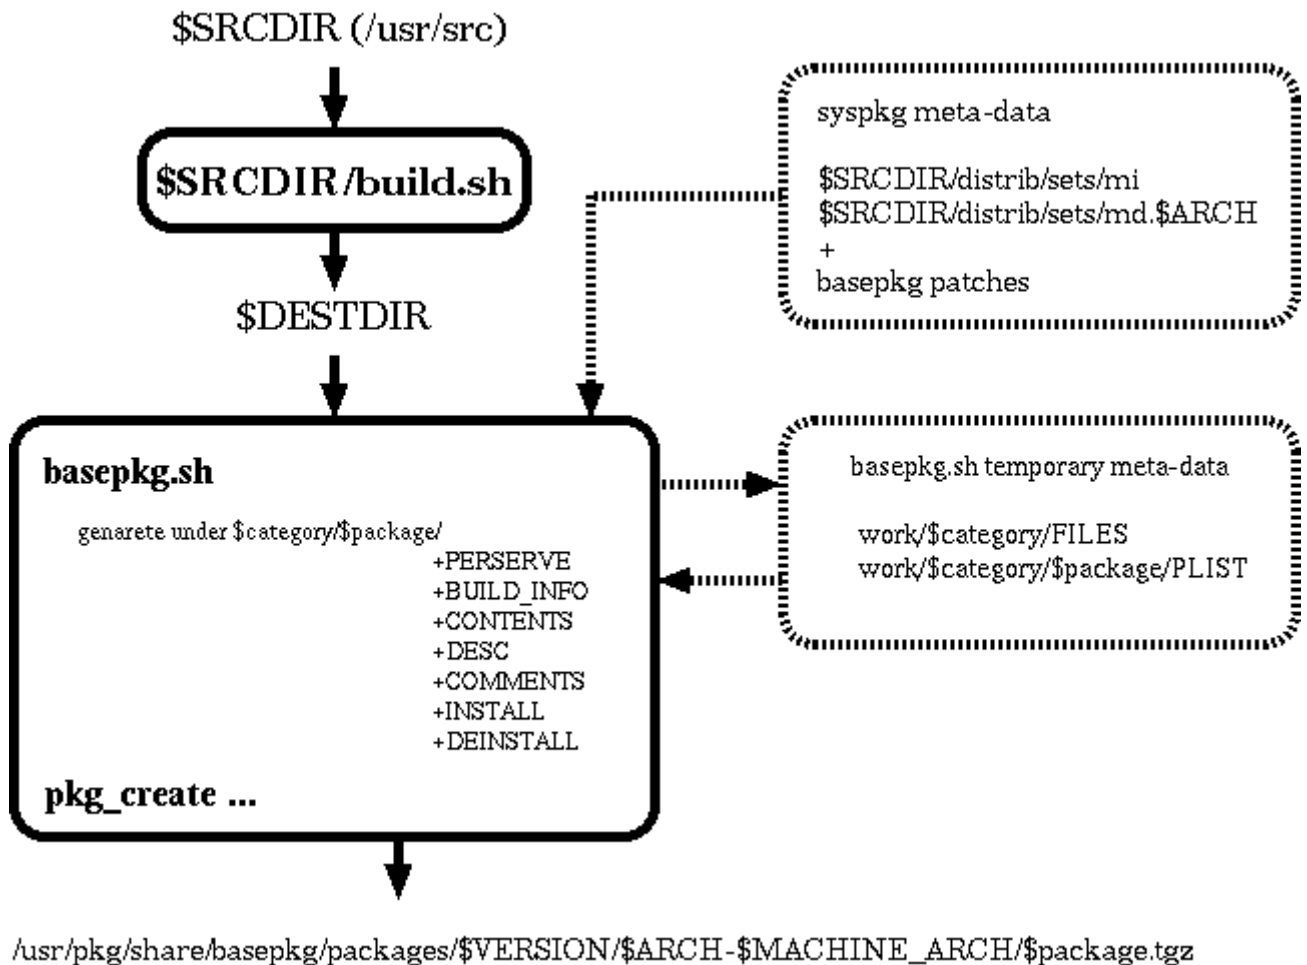 $SRCDIR (/usr/src)
$SRCDIR/build.sh
$DESTDIR
syspkg meta-data
$SRCDIR/distrib/sets/mi
$SRCDIR/distrib/sets/md.$ARCH
+
basepkg patches
basepkg.sh
genarete under $category/$package/
+PERSERVE
+BUILD_INFO
+CONTENTS
+DESC
+COMMENTS
+INSTALL
+DEINSTALL
pkg_create ...
basepkg.sh temporary meta-data
work/$category/FILES
work/$category/$package/PLIST
/usr/pkg/share/basepkg/packages/$VERSION/$ARCH-$MACHINE_ARCH/$package.tgz